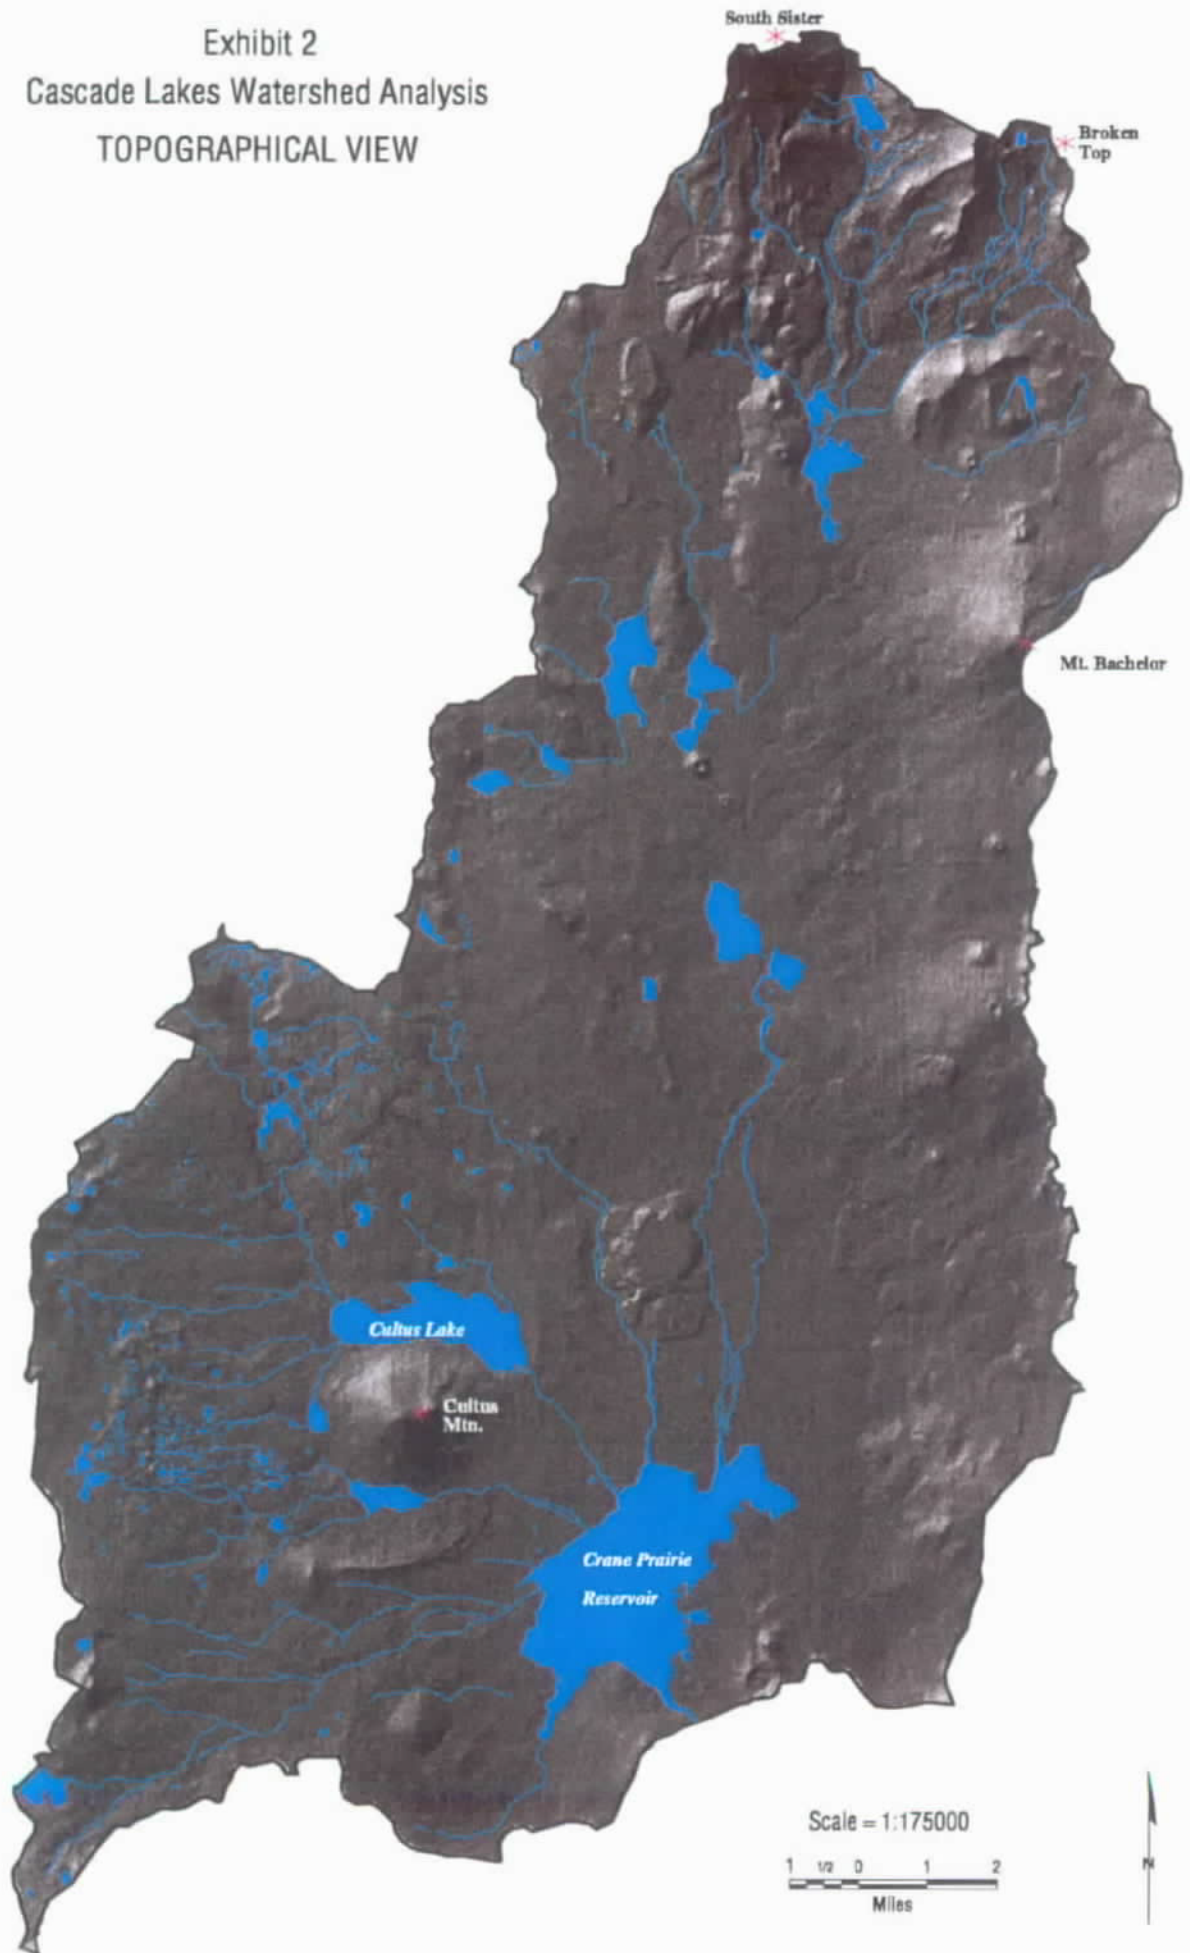 Exhibit 2
Cascade Lakes Watershed Analysis
TOPOGRAPHICAL VIEW
South Sister
Broken
Top
Mt. Bachelor
Cultus Lake
Cultus
Mtn.
Crane Prairie
Reservoir
Scale = 1:175000
1 1/2 0 1 2
Miles
N